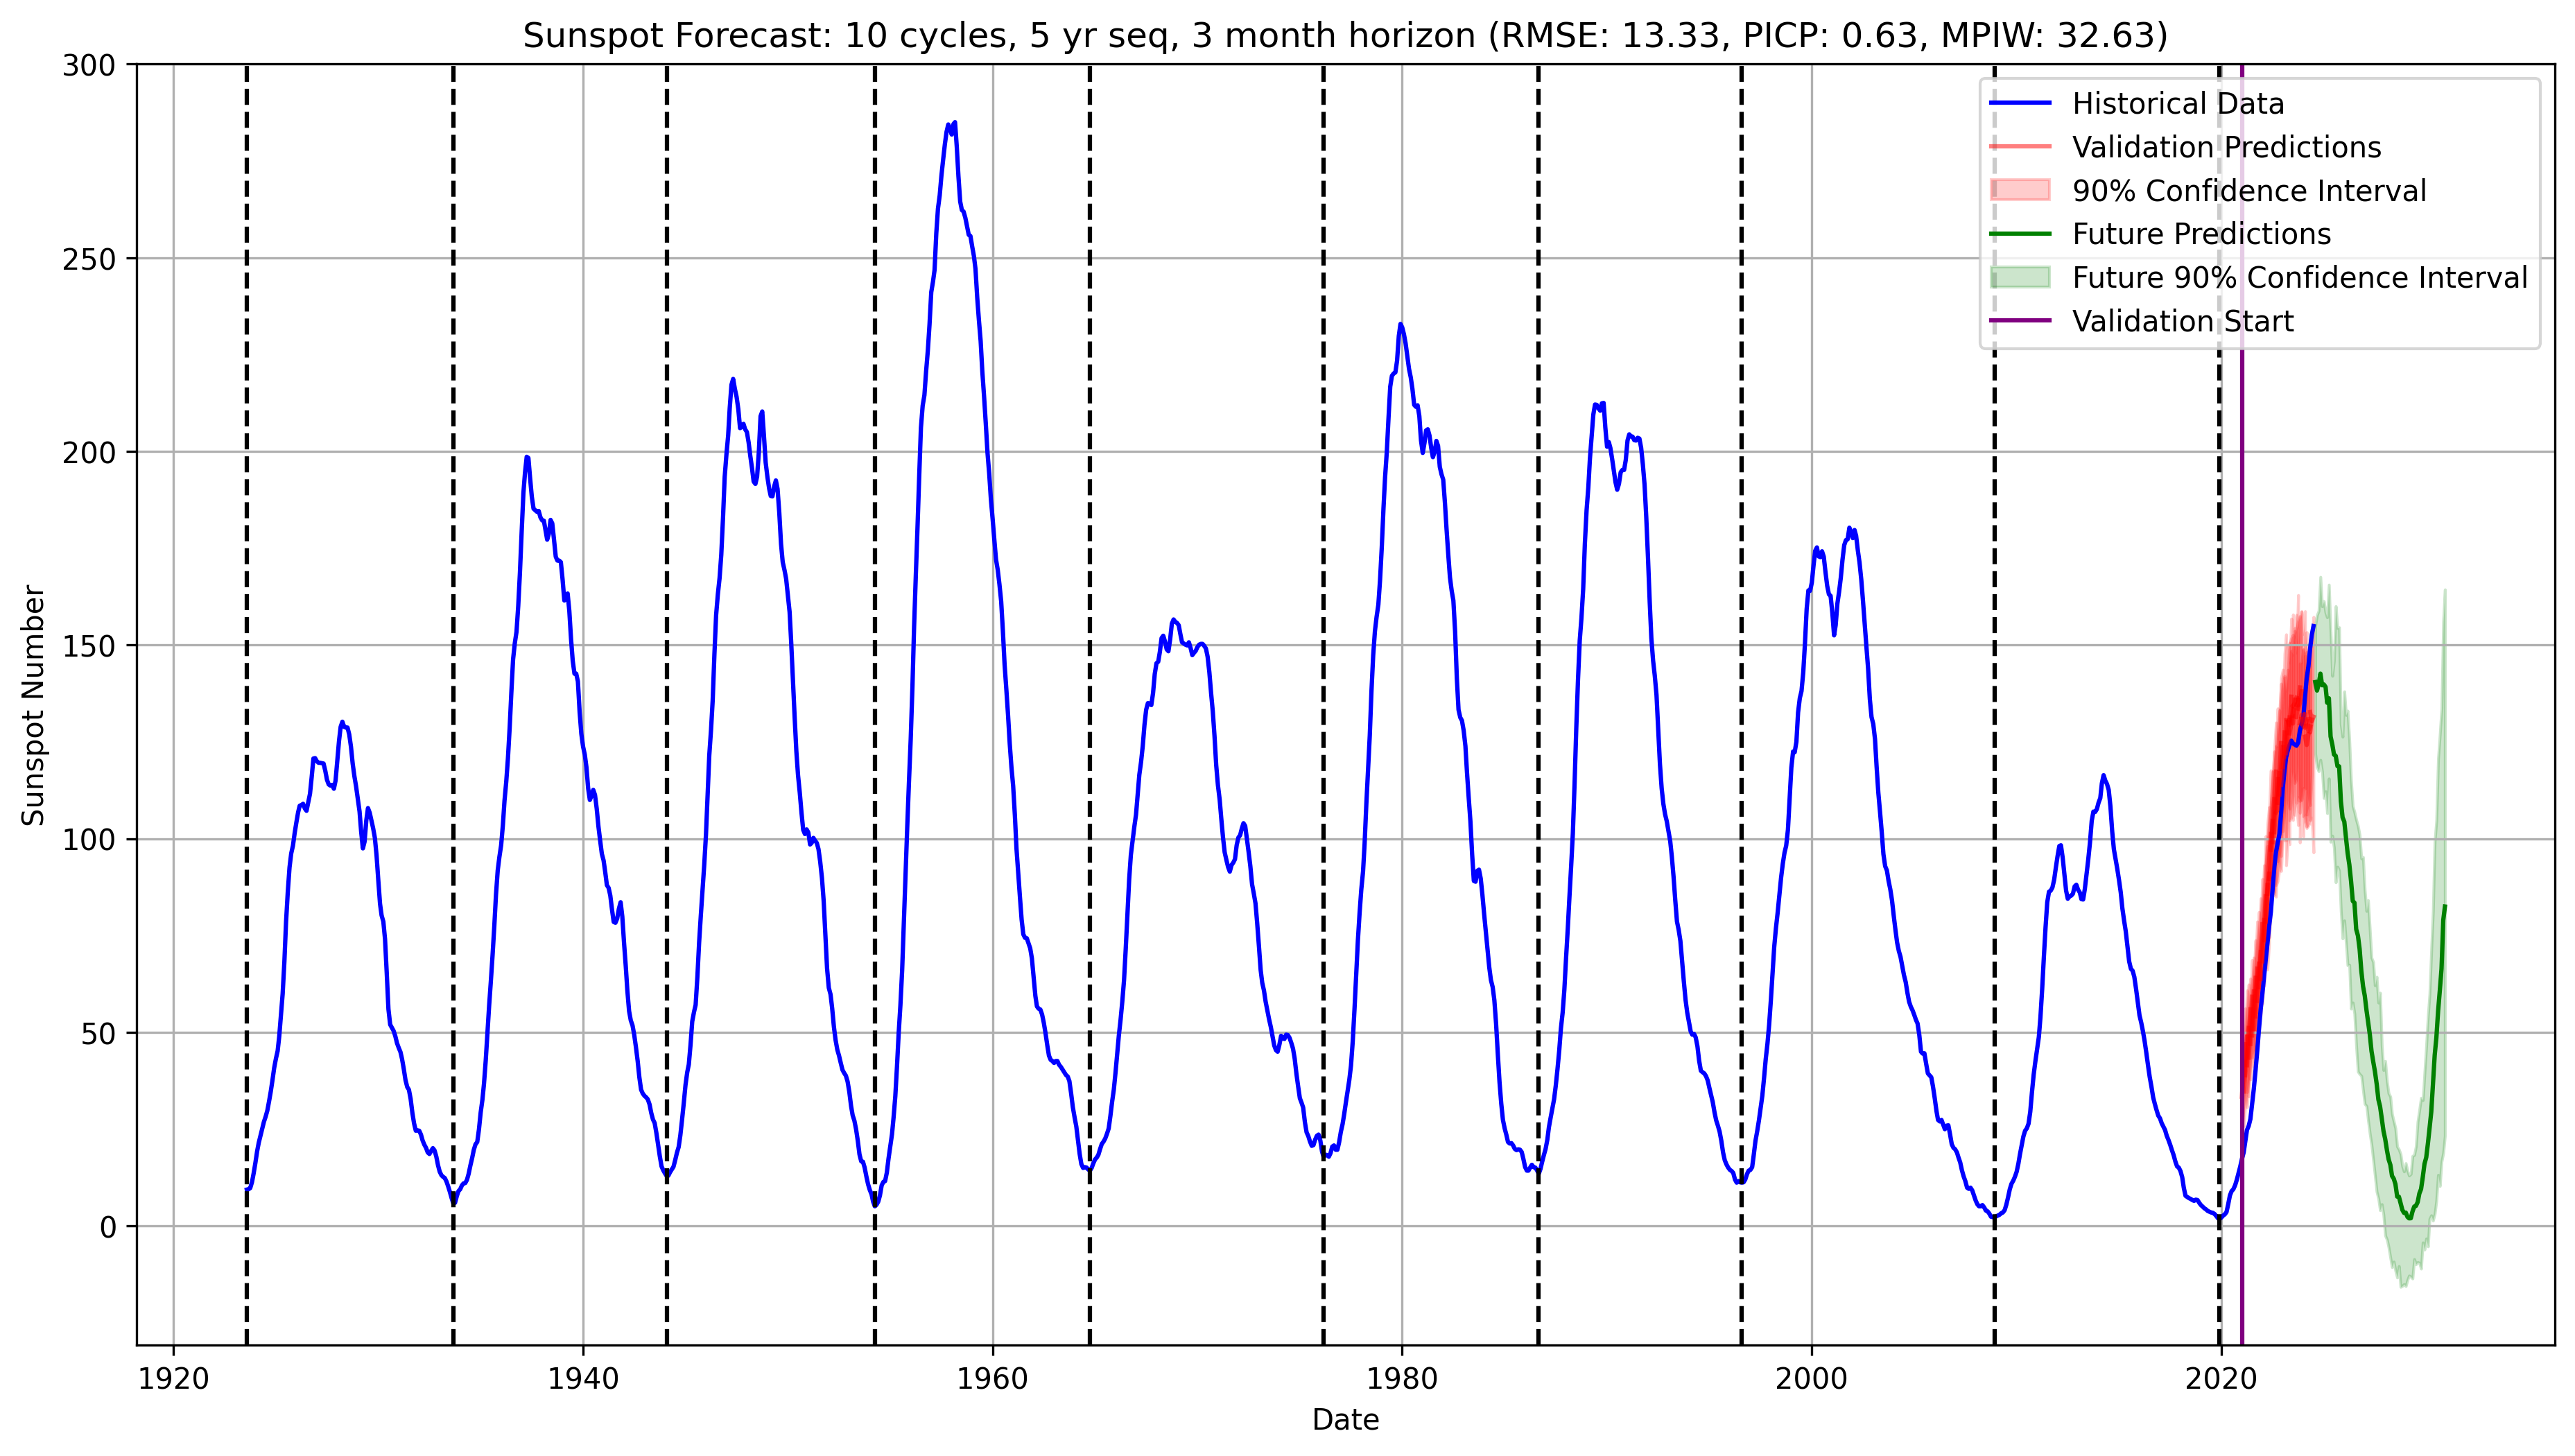 Sunspot Forecast: 10 cycles, 5 yr seq, 3 month horizon (RMSE: 13.33, PICP: 0.63, MPIW: 32.63)
Historical Data
Validation Predictions
90% Confidence Interval
Future Predictions
Future 90% Confidence Interval
Validation Start
Sunspot Number
300
250
200
150
100
50
0
1920
1940
1960
1980
2000
2020
Date